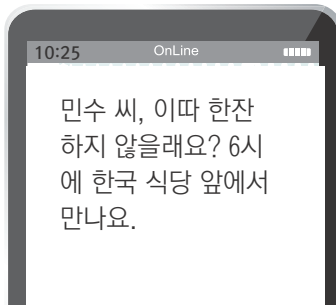 10:25 OnLine
민수 씨, 이따 한잔
하지 않을래요? 6시
에 한국 식당 앞에서
만나요.